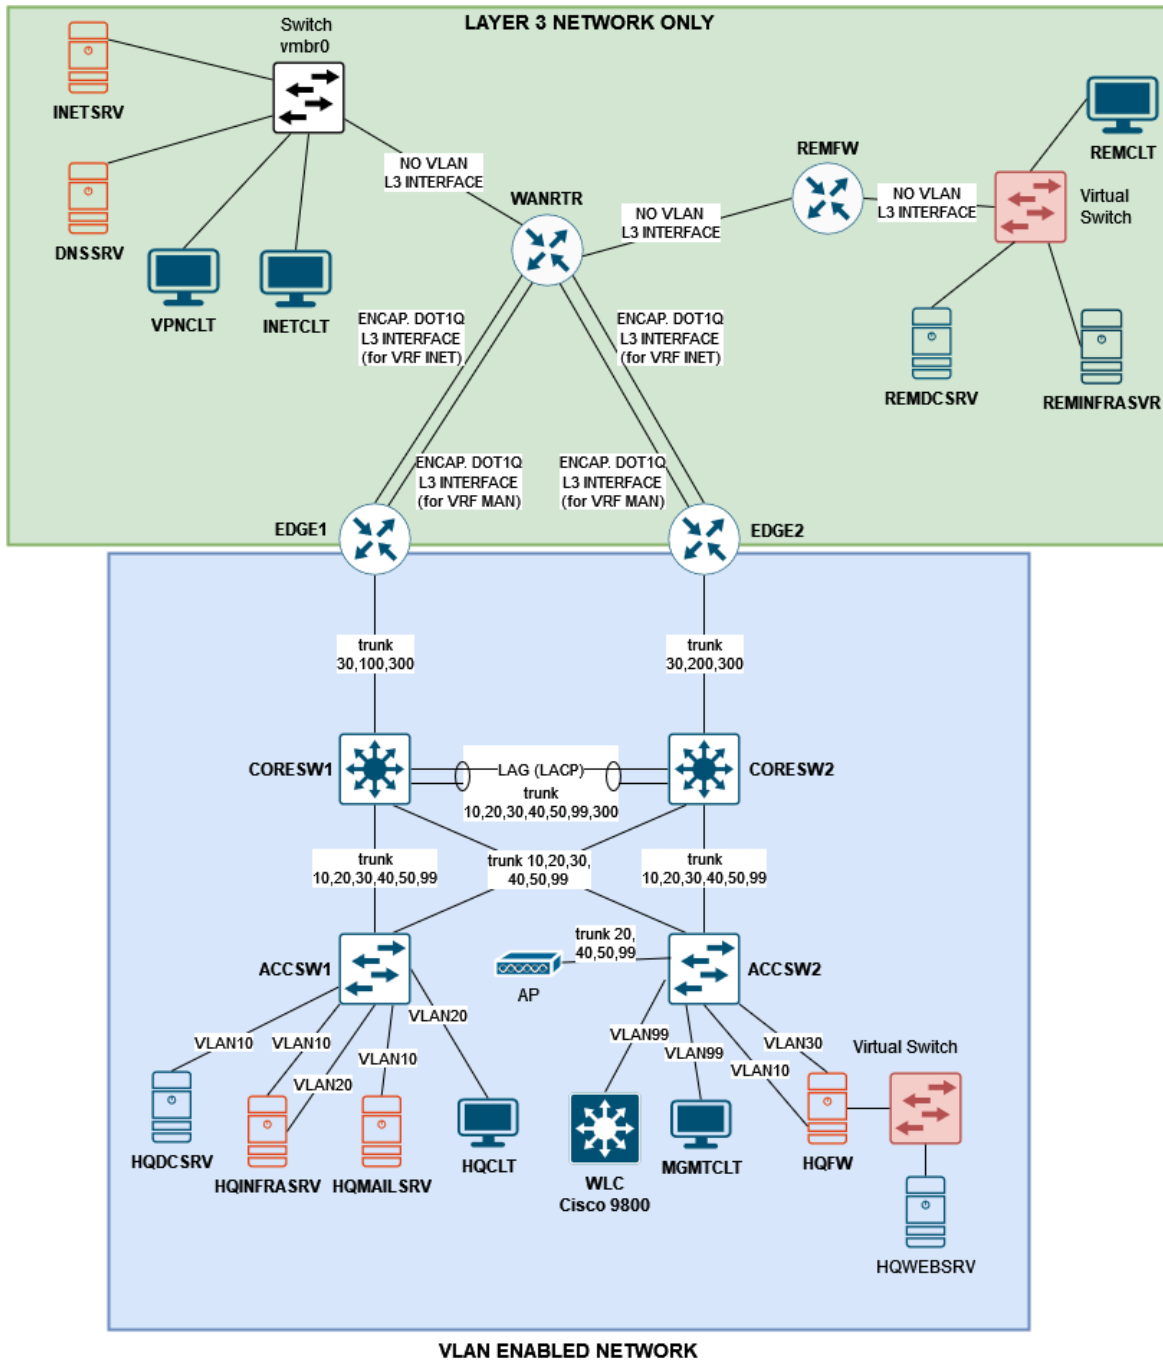 LAYER 3 NETWORK ONLY
Switch
vmbr0
INETSRV
DNSSRV
VPNCLT
INETCLT
NO VLAN
L3 INTERFACE
WANRTR
NO VLAN
L3 INTERFACE
REMFW
NO VLAN
L3 INTERFACE
REMCLT
Virtual
Switch
REMDCSRV
REMINFRASVR
ENCAP. DOT1Q
L3 INTERFACE
(for VRF INET)
ENCAP. DOT1Q
L3 INTERFACE
(for VRF INET)
ENCAP. DOT1Q
L3 INTERFACE
(for VRF MAN)
ENCAP. DOT1Q
L3 INTERFACE
(for VRF MAN)
EDGE1
EDGE2
trunk
30,100,300
trunk
30,200,300
CORESW1
LAG (LACP)
trunk
10,20,30,40,50,99,300
CORESW2
trunk
10,20,30,40,50,99
trunk 10,20,30,
40,50,99
trunk
10,20,30,40,50,99
ACCSW1
trunk 20,
40,50,99
AP
ACCSW2
VLAN10
VLAN10
VLAN20
VLAN10
VLAN20
VLAN99
VLAN99
VLAN10
VLAN30
Virtual Switch
HQDCSRV
HQINFRASRV
HQMAILSRV
HQCLT
WLC
Cisco 9800
MGMTCLT
HQFW
HQWEBSRV
VLAN ENABLED NETWORK